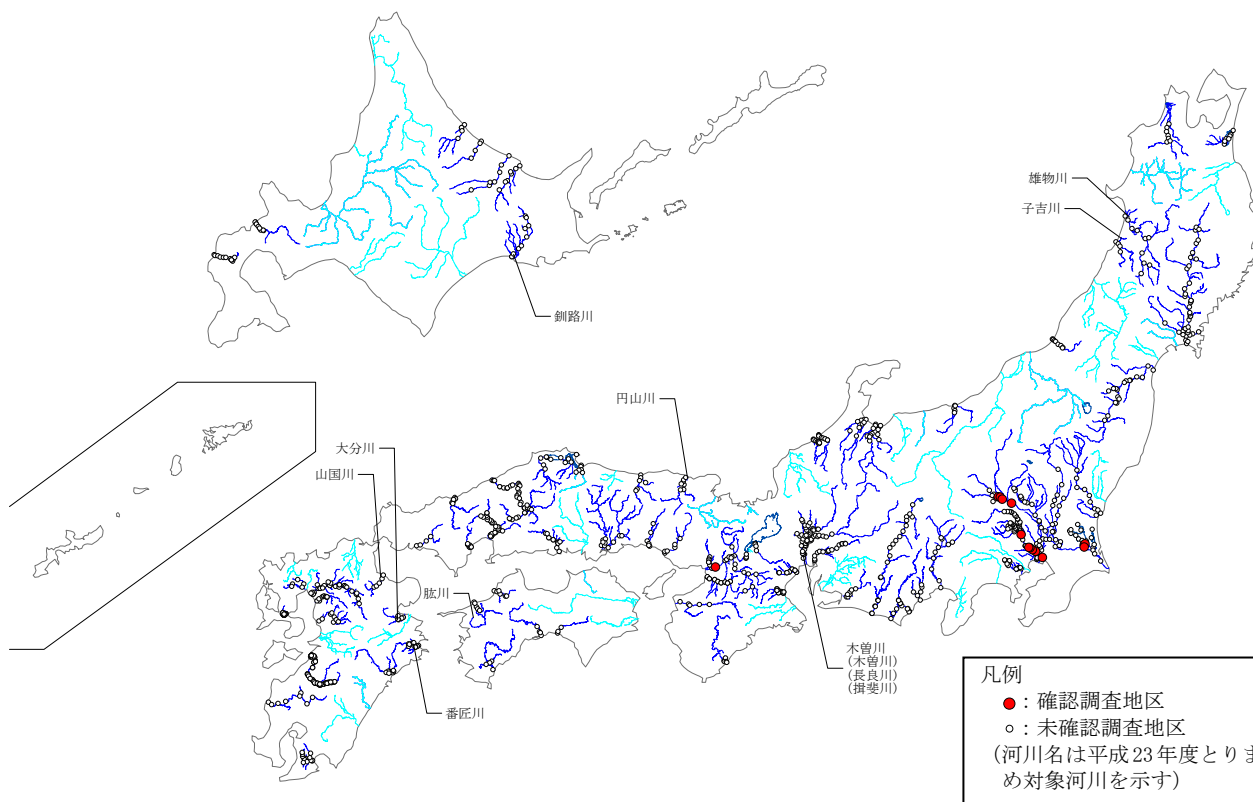 雄物川
子吉川
釧路川
円山川
大分川
山国川
肱川
番匠川
木曽川
(木曽川)
(長良川)
(揖斐川)
凡例
：確認調査地区
：未確認調査地区
(河川名は平成23年度とりま
め対象河川を示す)